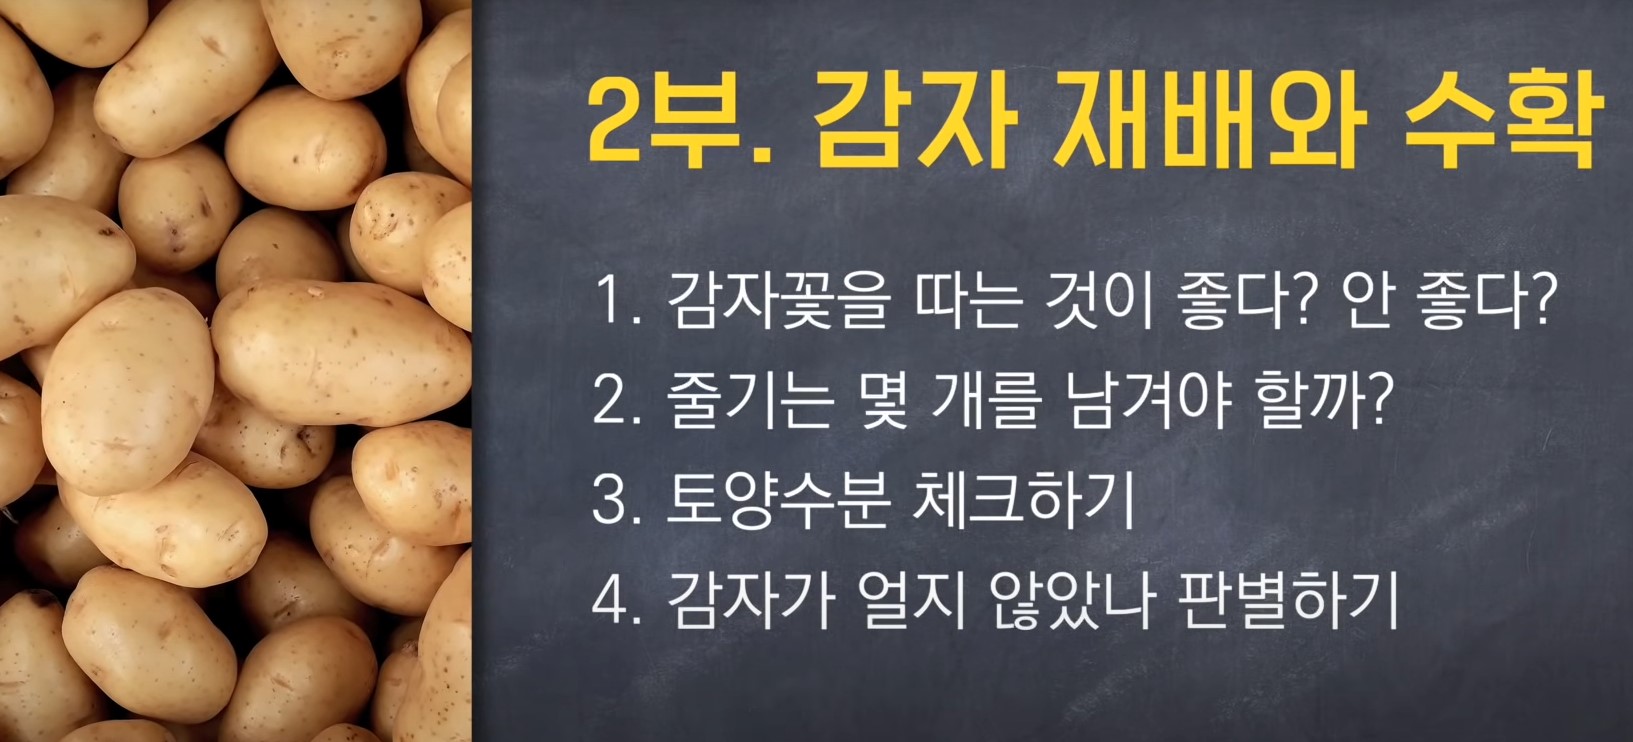 2부. 감자 재배와 수확
1. 감자꽃을 따는 것이 좋다? 안 좋다?
2. 줄기는 몇 개를 남겨야 할까?
3. 토양수분 체크하기
4. 감자가 얼지 않았나 판별하기